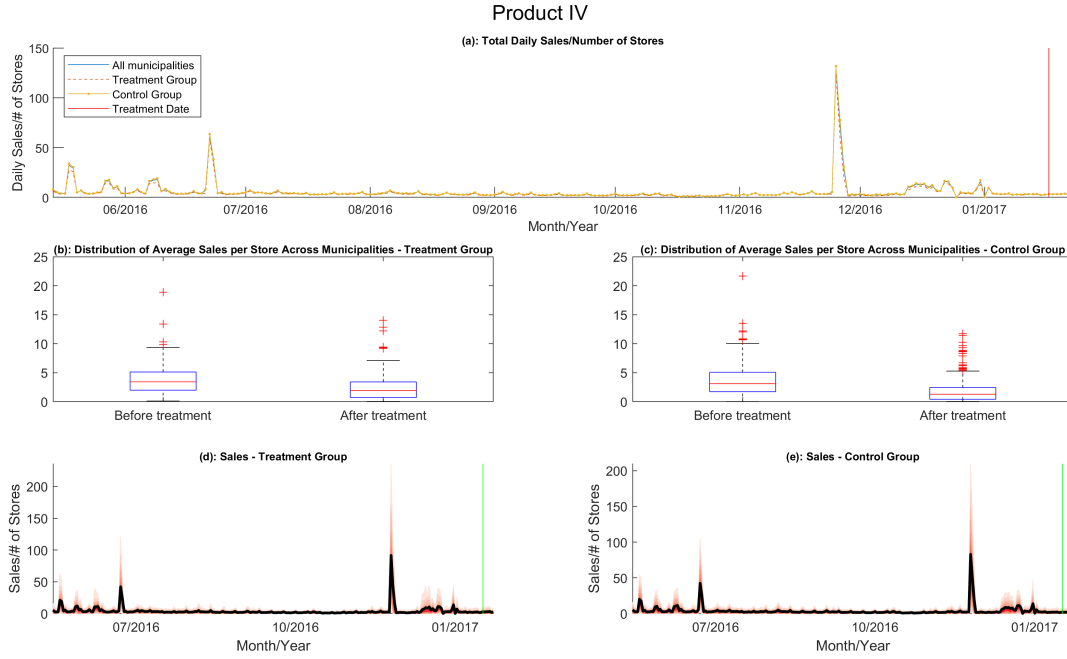 Product IV
(a): Total Daily Sales/Number of Stores
Daily Sales/# of Stores
150
100
50
0
All municipalities
Treatment Group
Control Group
Treatment Date
06/2016 07/2016 08/2016 09/2016 10/2016 11/2016 12/2016 01/2017
Month/Year
(b): Distribution of Average Sales per Store Across Municipalities - Treatment Group
25
20
15
10
5
0
Before treatment After treatment
(c): Distribution of Average Sales per Store Across Municipalities - Control Group
25
20
15
10
5
0
Before treatment After treatment
(d): Sales - Treatment Group
Sales/# of Stores
200
150
100
50
0
07/2016 10/2016 01/2017
Month/Year
(e): Sales - Control Group
Sales/# of Stores
200
150
100
50
0
07/2016 10/2016 01/2017
Month/Year